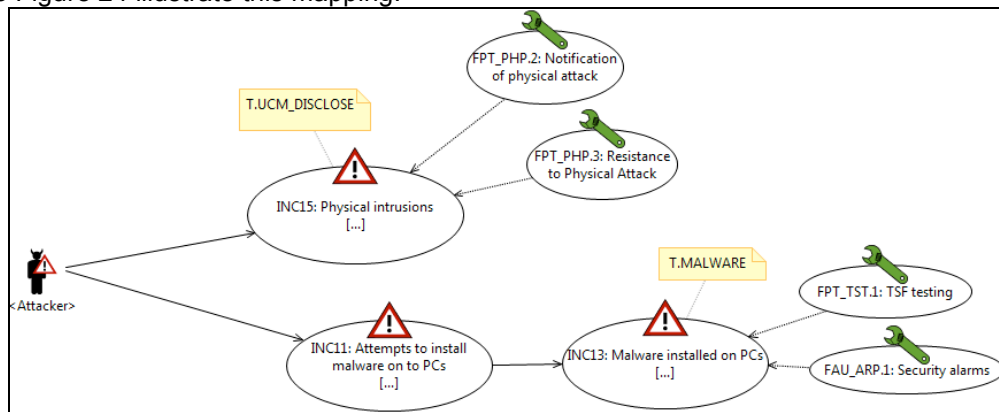 FPT_PHP.2: Notification
of physical attack
T.UCM_DISCLOSE
FPT_PHP.3: Resistance
to Physical Attack
INC15: Physical intrusions
[...]
T.MALWARE
<Attacker>
FPT_TST.1: TSF testing
INC11: Attempts to install
malware on to PCs
[...]
INC13: Malware installed on PCs
[...]
FAU_ARP.1: Security alarms